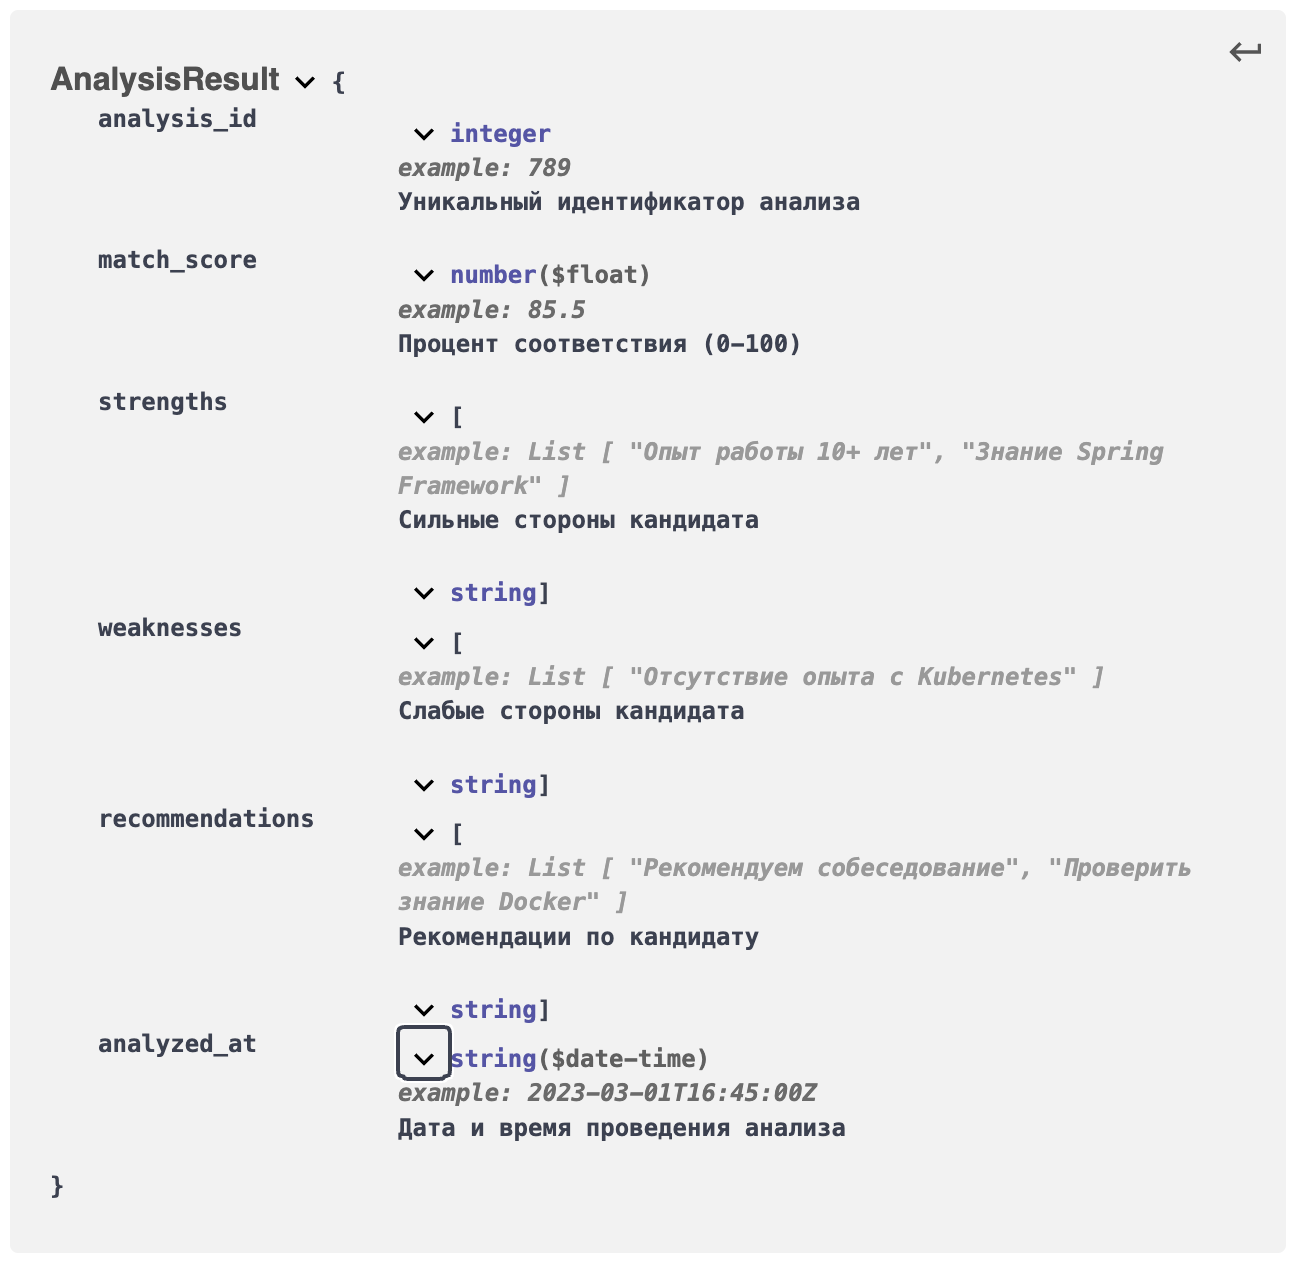 AnalysisResult {
analysis_id
integer
example: 789
Уникальный идентификатор анализа
match_score
number($float)
example: 85.5
Процент соответствия (0-100)
strengths
[
example: List [ "Опыт работы 10+ лет", "Знание Spring
Framework" ]
Сильные стороны кандидата
string]
weaknesses
[
example: List [ "Отсутствие опыта с Kubernetes" ]
Слабые стороны кандидата
string]
recommendations
[
example: List [ "Рекомендуем собеседование", "Проверить
знание Docker" ]
Рекомендации по кандидату
string]
analyzed_at
string($date-time)
example: 2023-03-01T16:45:00Z
Дата и время проведения анализа
}